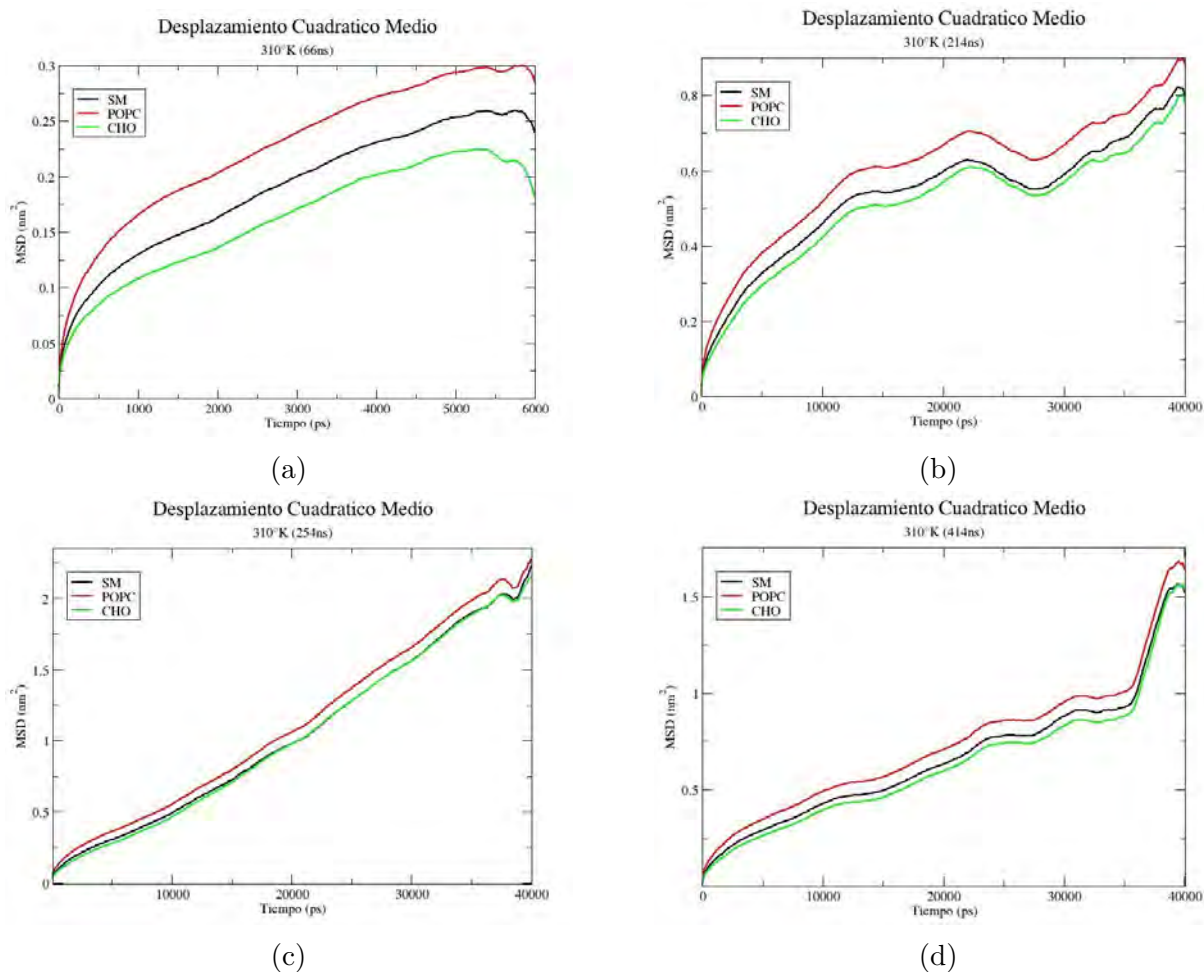 Desplazamiento Cuadratico Medio
310°K (66ns)
0.3
0.25
0.2
0.15
0.1
0.05
0
MSD (nm²)
SM
POPC
CHO
0 1000 2000 3000 4000 5000 6000
Tiempo (ps)
(a)
Desplazamiento Cuadratico Medio
310°K (214ns)
0.8
0.6
0.4
0.2
0
MSD (nm²)
SM
POPC
CHO
0 10000 20000 30000 40000
Tiempo (ps)
(b)
Desplazamiento Cuadratico Medio
310°K (254ns)
2
1.5
1
0.5
0
MSD (nm²)
SM
POPC
CHO
10000 20000 30000 40000
Tiempo (ps)
(c)
Desplazamiento Cuadratico Medio
310°K (414ns)
1.5
1
0.5
MSD (nm²)
SM
POPC
CHO
0 10000 20000 30000 40000
Tiempo (ps)
(d)